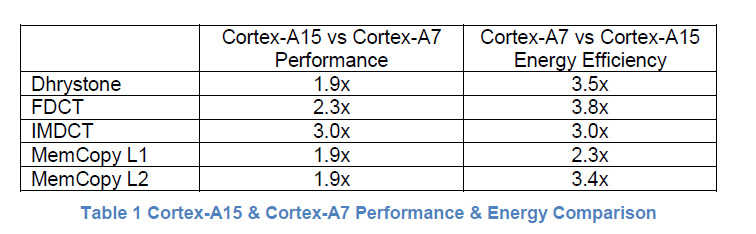 Cortex-A15 vs Cortex-A7 Cortex-A7 vs Cortex-A15
Performance Energy Efficiency
Dhrystone 1.9x 3.5x
FDCT 2.3x 3.8x
IMDCT 3.0x 3.0x
MemCopy L1 1.9x 2.3x
MemCopy L2 1.9x 3.4x
Table 1 Cortex-A15 & Cortex-A7 Performance & Energy Comparison